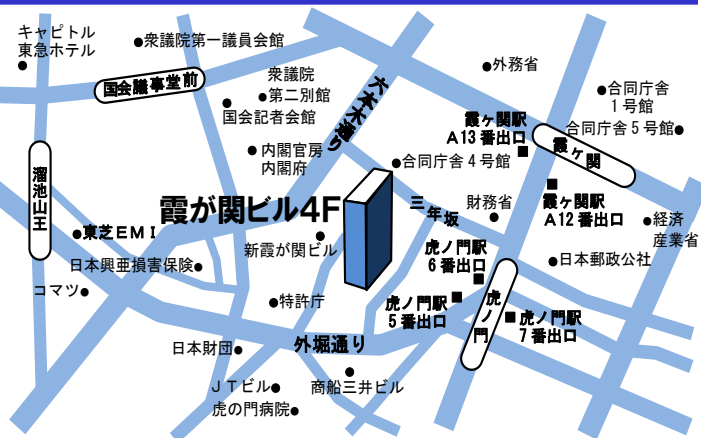 キャピトル
東急ホテル
衆議院第一議員会館
国会議事堂前
衆議院
第二別館
国会記者会館
六本木通り
外務省
合同庁舎
1号館
合同庁舎5号館
霞ヶ関駅
A13番出口
霞ヶ関
内閣官房
内閣府
合同庁舎4号館
溜池山王
霞が関ビル4F
三年坂
財務省
霞ヶ関駅
A12番出口
経済
産業省
東芝EMI
新霞が関ビル
虎ノ門駅
6番出口
日本郵政公社
日本興亜損害保険
コマツ
特許庁
虎ノ門駅
5番出口
虎ノ門
虎ノ門駅
7番出口
外堀通り
日本財団
JTビル
商船三井ビル
虎の門病院